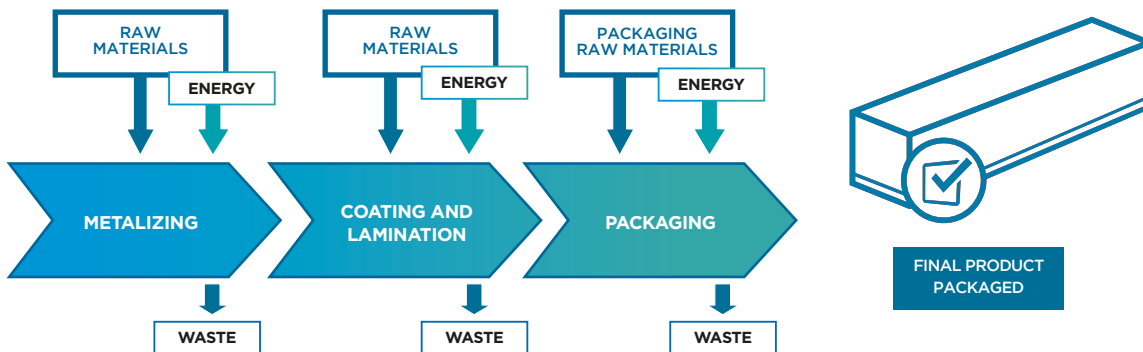 RAW
MATERIALS
ENERGY
RAW
MATERIALS
ENERGY
PACKAGING
RAW MATERIALS
ENERGY
METALIZING
COATING AND
LAMINATION
PACKAGING
WASTE
WASTE
WASTE
FINAL PRODUCT
PACKAGED